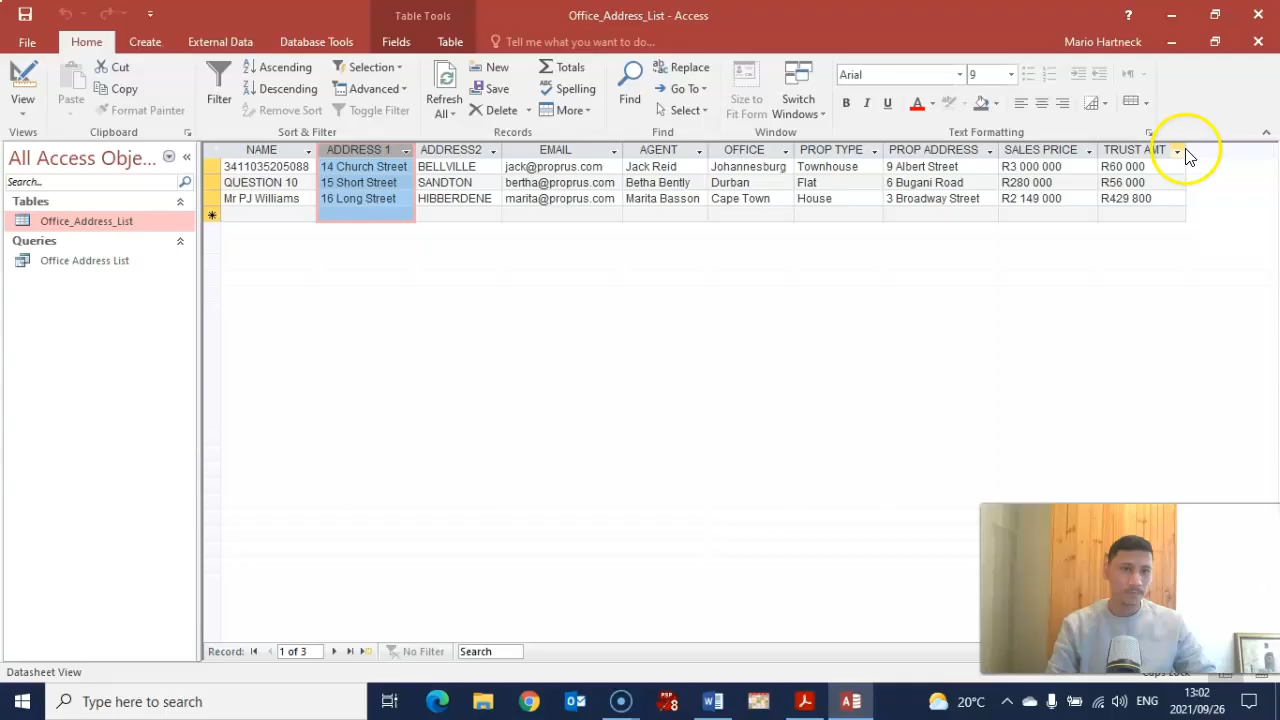 Table Tools
Office_Address_List - Access
?
File
Home
Create
External Data
Database Tools
Fields
Table
Tell me what you want to do...
Mario Hartneck
View
Views
Paste
Cut
Copy
Format Painter
Clipboard
Filter
Ascending
Descending
Remove Sort
Selection
Advanced
Toggle Filter
Sort & Filter
Refresh All
New
Save
Delete
Totals
Spelling
More
Records
Find
Replace
Go To
Select
Find
Size to Fit Form
Switch Windows
Window
Arial
9
B I U
Text Formatting
All Access Obje...
Search...
Tables
Office_Address_List
Queries
Office Address List
NAME ADDRESS 1 ADDRESS2 EMAIL AGENT OFFICE PROP TYPE PROP ADDRESS SALES PRICE TRUST AMT
3411035205088 14 Church Street BELLVILLE jack@proprus.com Jack Reid Johannesburg Townhouse 9 Albert Street R3 000 000 R60 000
QUESTION 10 15 Short Street SANDTON bertha@proprus.com Betha Bently Durban Flat 6 Bugani Road R280 000 R56 000
Mr PJ Williams 16 Long Street HIBBERDENE marita@proprus.com Marita Basson Cape Town House 3 Broadway Street R2 149 000 R429 800
Record: 1 of 3 No Filter Search
Datasheet View
Caps Lock
Type here to search
20°C
ENG
13:02
2021/09/26